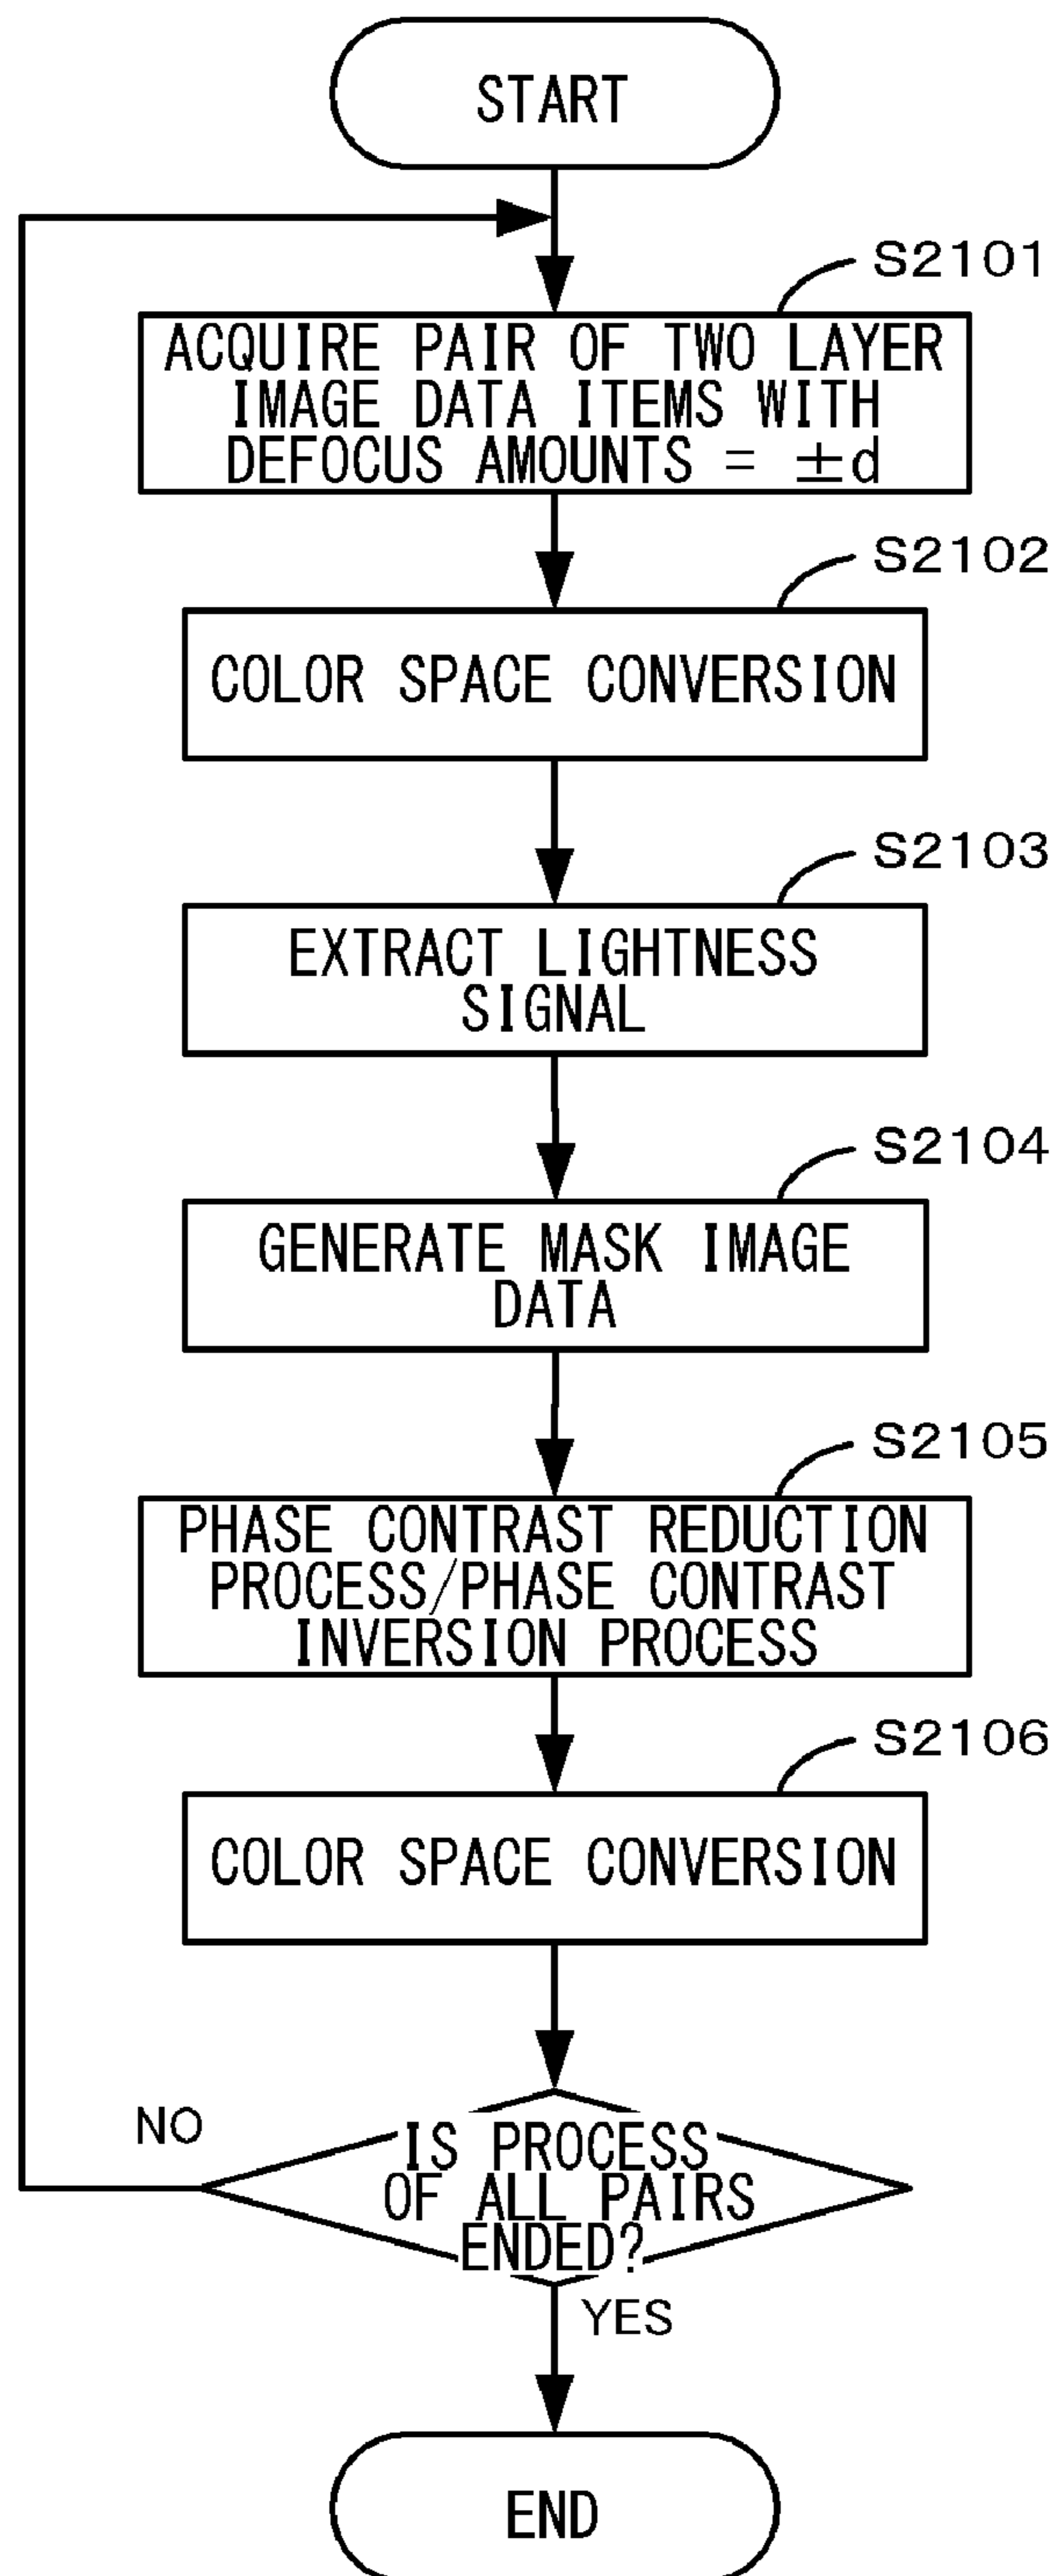 START
S2101
ACQUIRE PAIR OF TWO LAYER
IMAGE DATA ITEMS WITH
DEFOCUS AMOUNTS = ±d
S2102
COLOR SPACE CONVERSION
S2103
EXTRACT LIGHTNESS
SIGNAL
S2104
GENERATE MASK IMAGE
DATA
S2105
PHASE CONTRAST REDUCTION
PROCESS/PHASE CONTRAST
INVERSION PROCESS
S2106
COLOR SPACE CONVERSION
NO
IS PROCESS
OF ALL PAIRS
ENDED?
YES
END